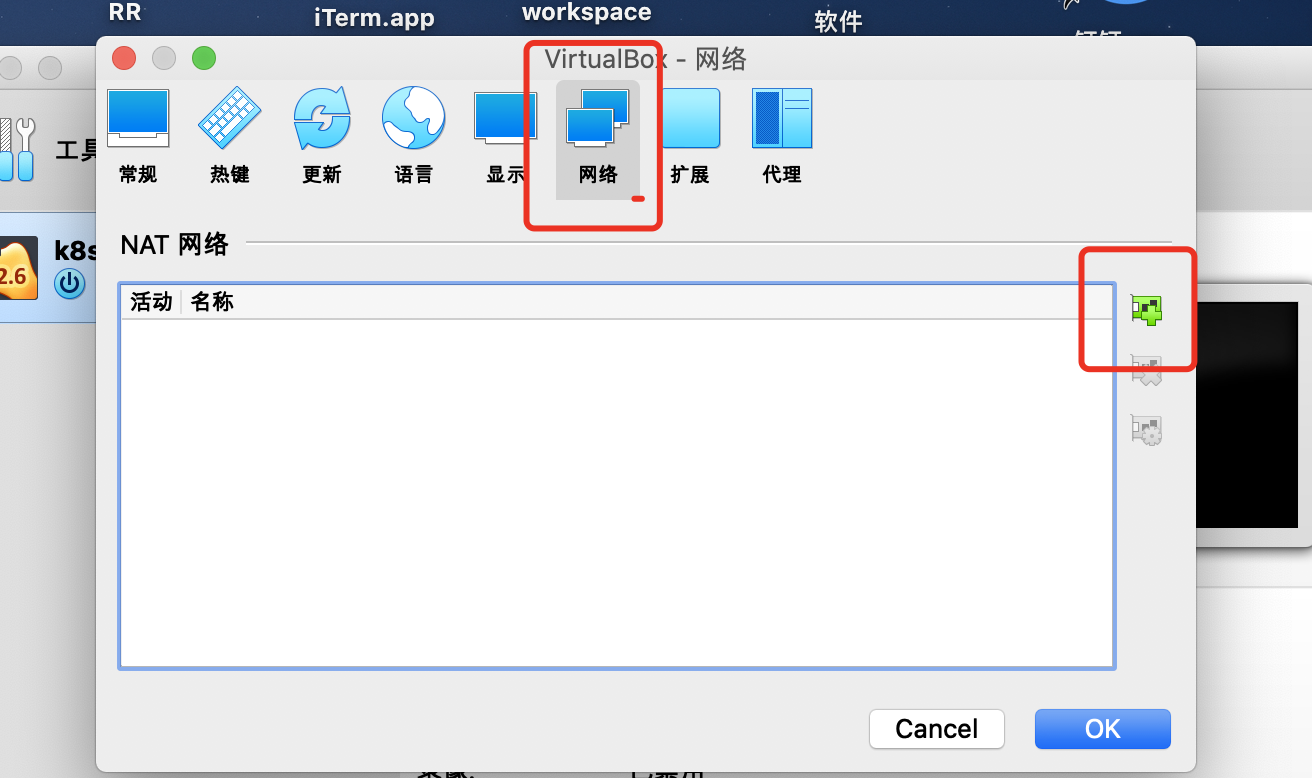 RR
iTerm.app
workspace
软件
VirtualBox - 网络
工具
常规
热键
更新
语言
显示
网络
扩展
代理
k8s
2.6
NAT 网络
活动 名称
Cancel
OK